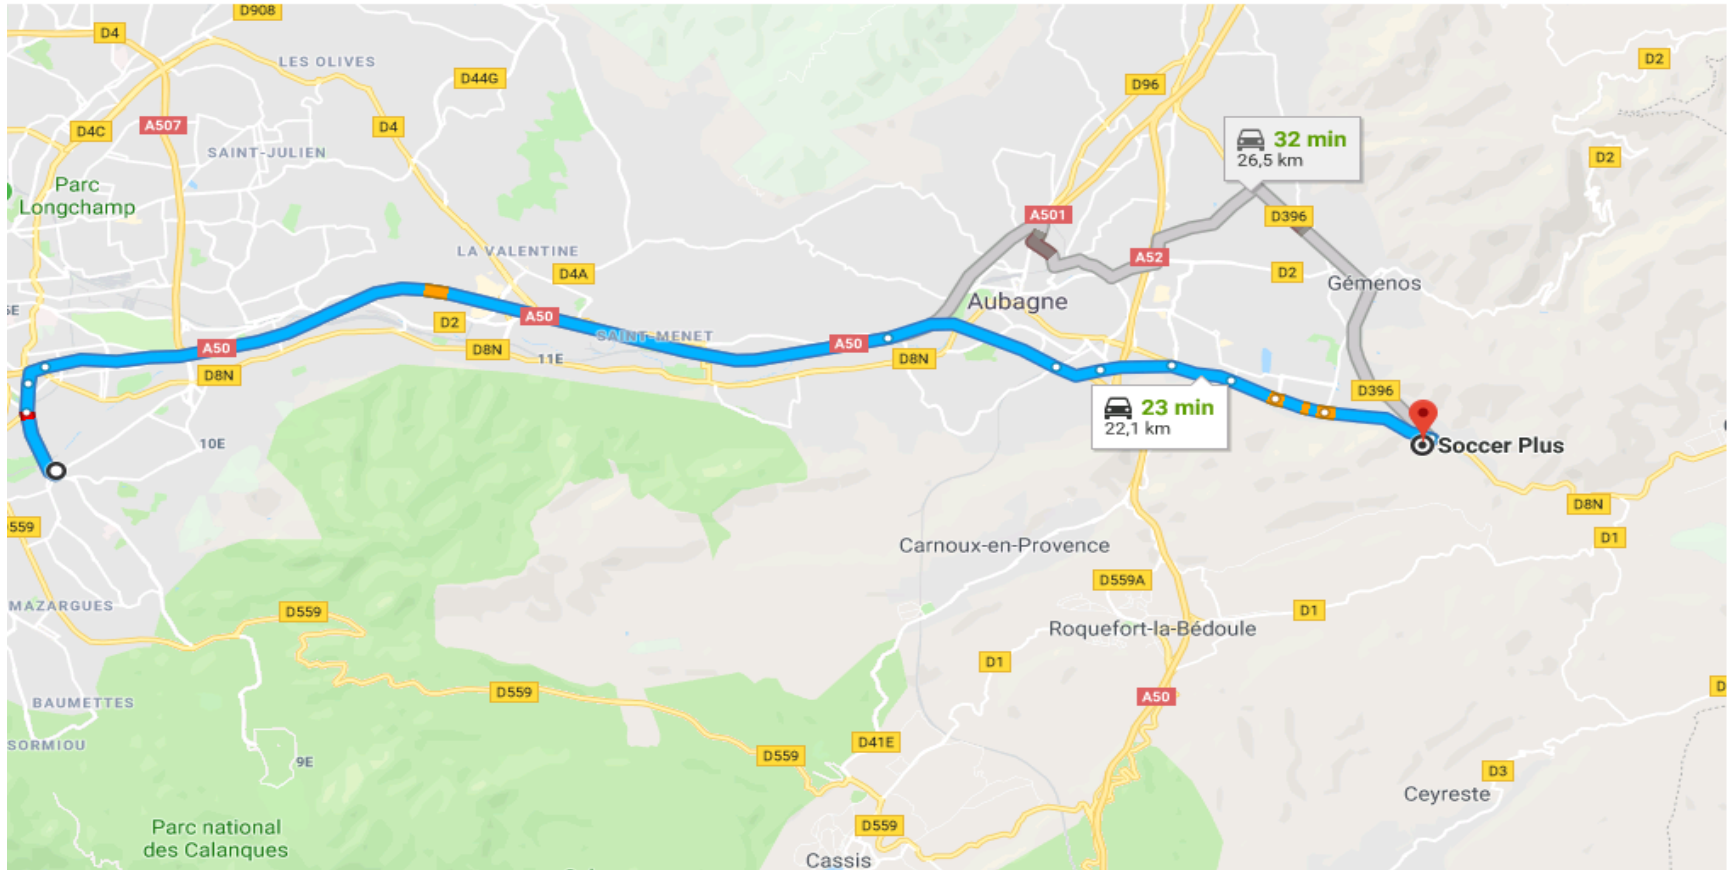 D908
D4
LES OLIVES
D44G
D2
D96
A507
D4C
D4
32 min
26,5 km
SAINT-JULIEN
D2
Parc
Longchamp
A501
D396
LA VALENTINE
A52
D4A
D2
Gémenos
Aubagne
A50
D2
SAINT-MENET
A50
A50
D8N
11E
D8N
D8N
D396
23 min
22,1 km
10E
Soccer Plus
D8N
559
D1
Carnoux-en-Provence
D559A
MAZARGUES
D559
D1
Roquefort-la-Bédoule
D1
D559
A50
BAUMETTES
SORMIOU
D41E
9E
D559
D3
Ceyreste
Parc national
des Calanques
D559
Cassis